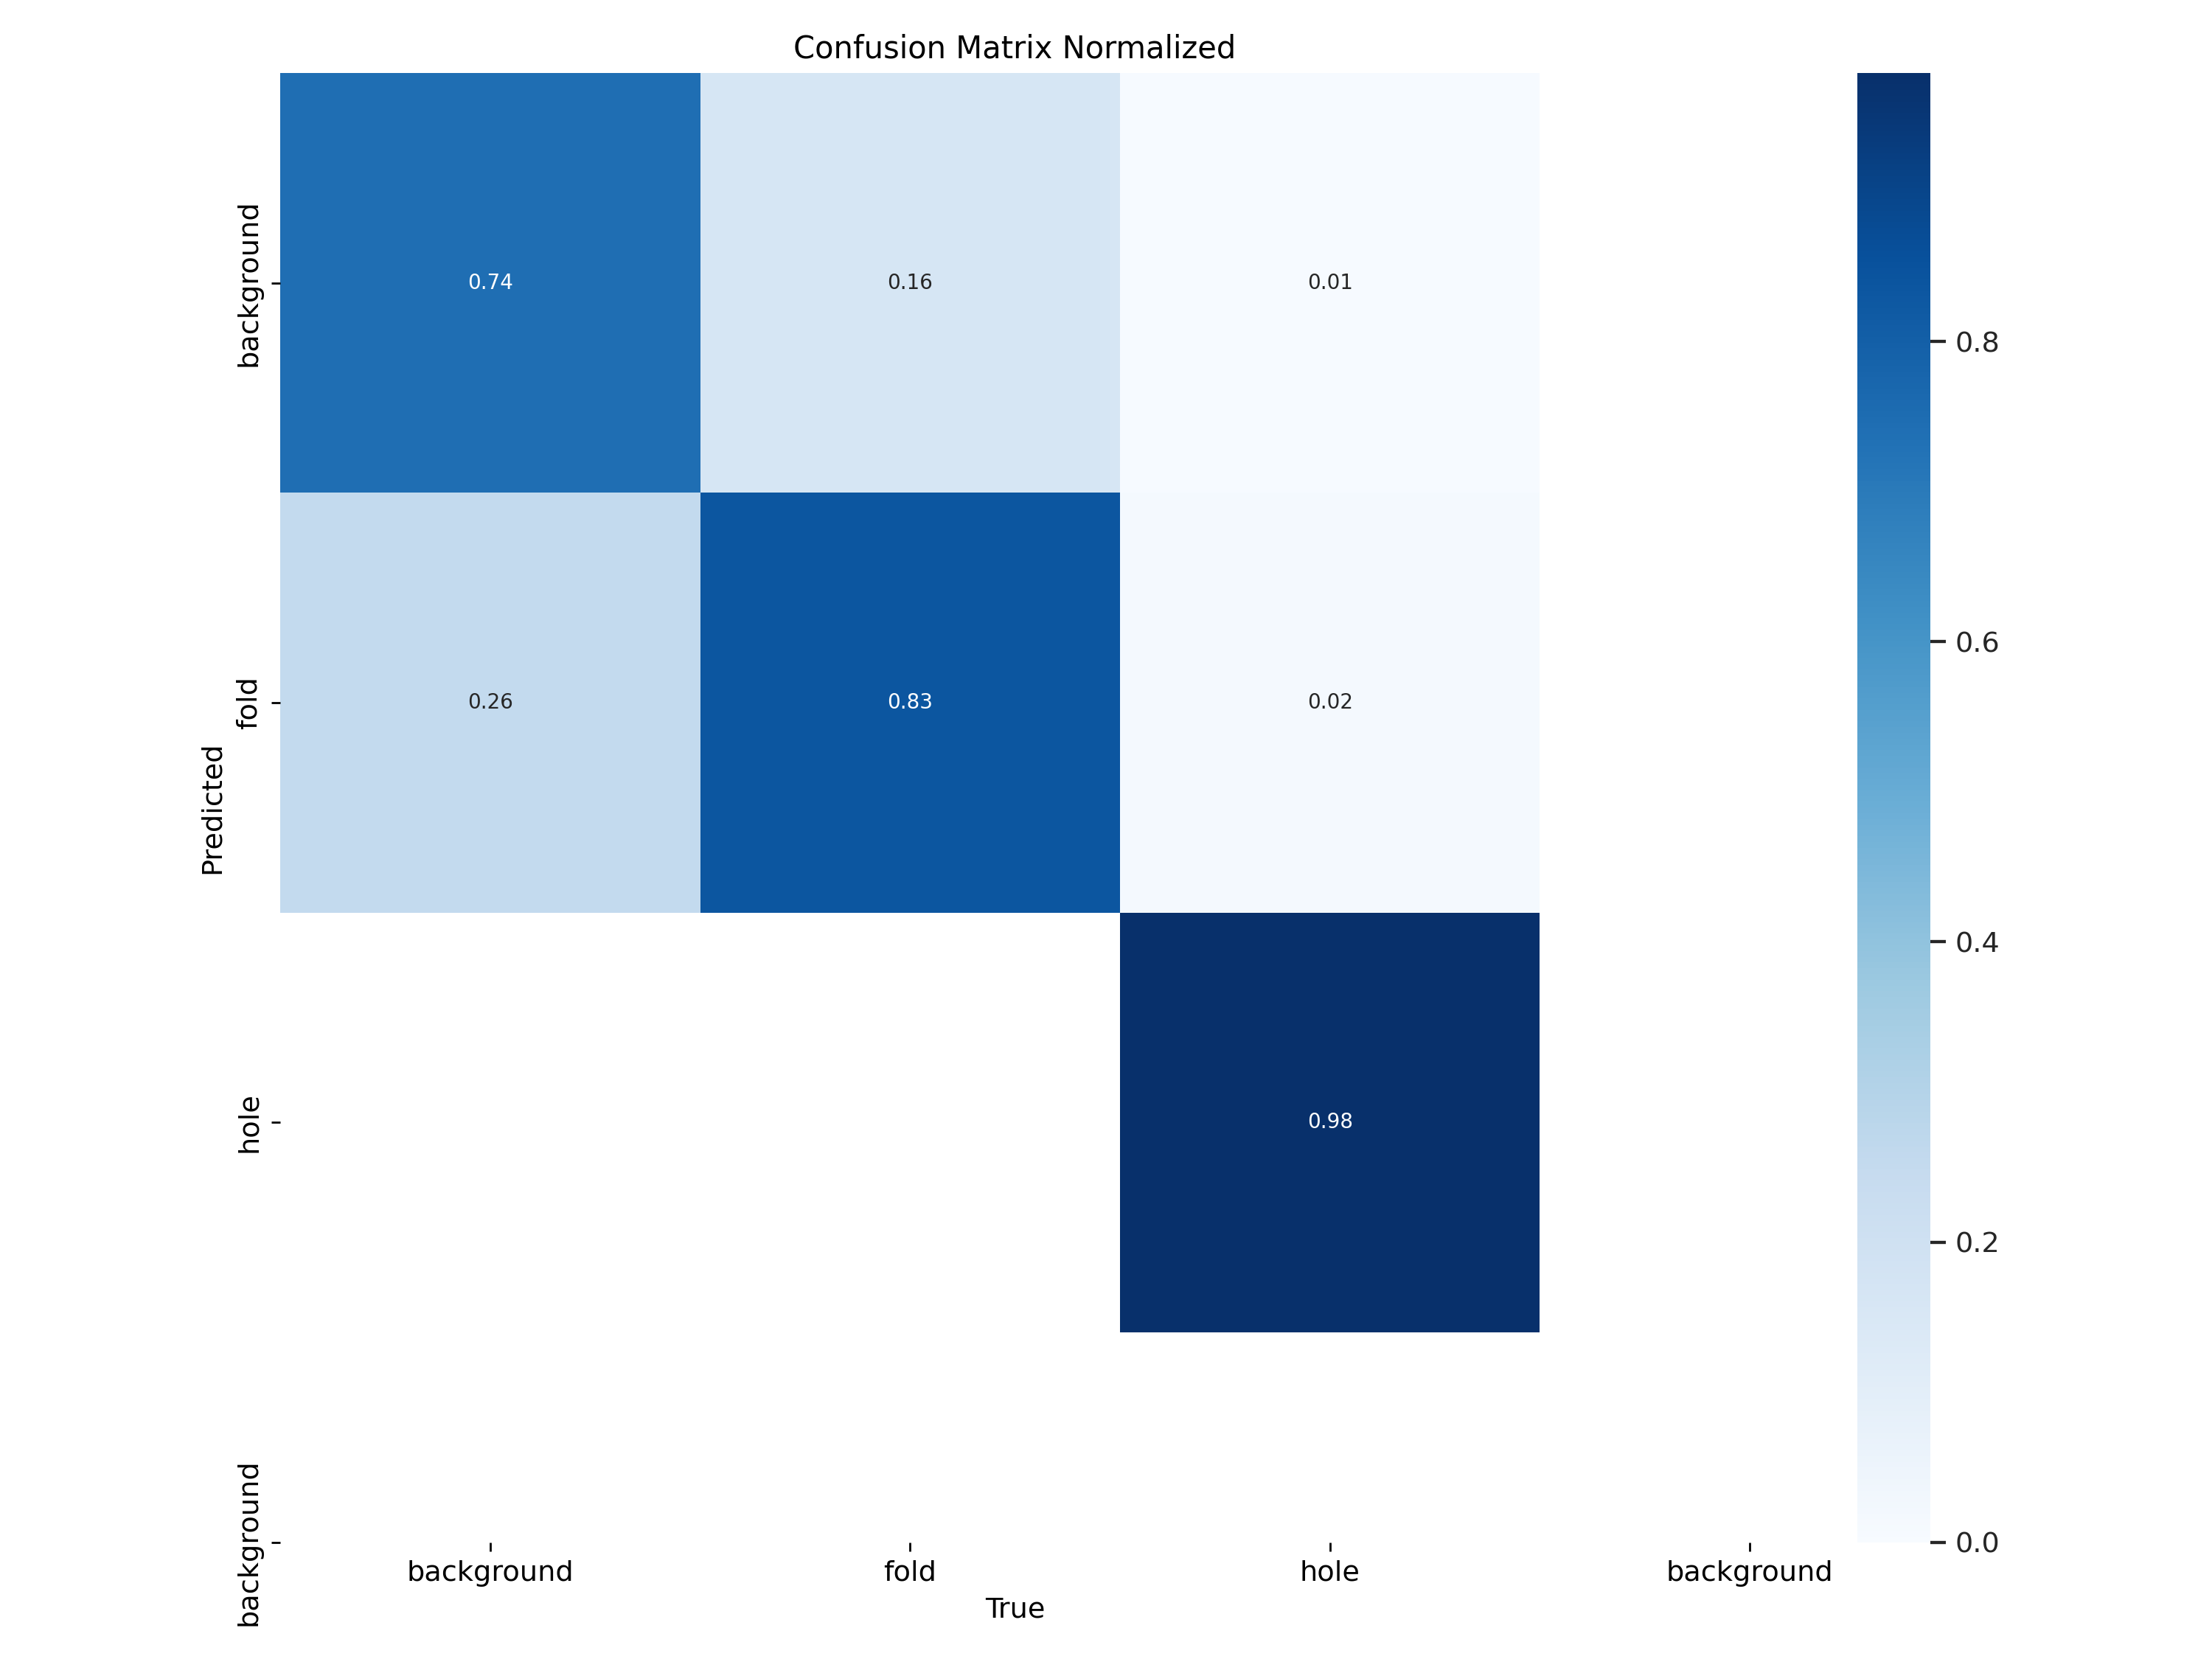 Confusion Matrix Normalized
background
0.74
0.16
0.01
0.8
fold
0.26
0.83
0.02
0.6
Predicted
0.4
hole
0.98
0.2
background
0.0
background
fold
hole
background
True